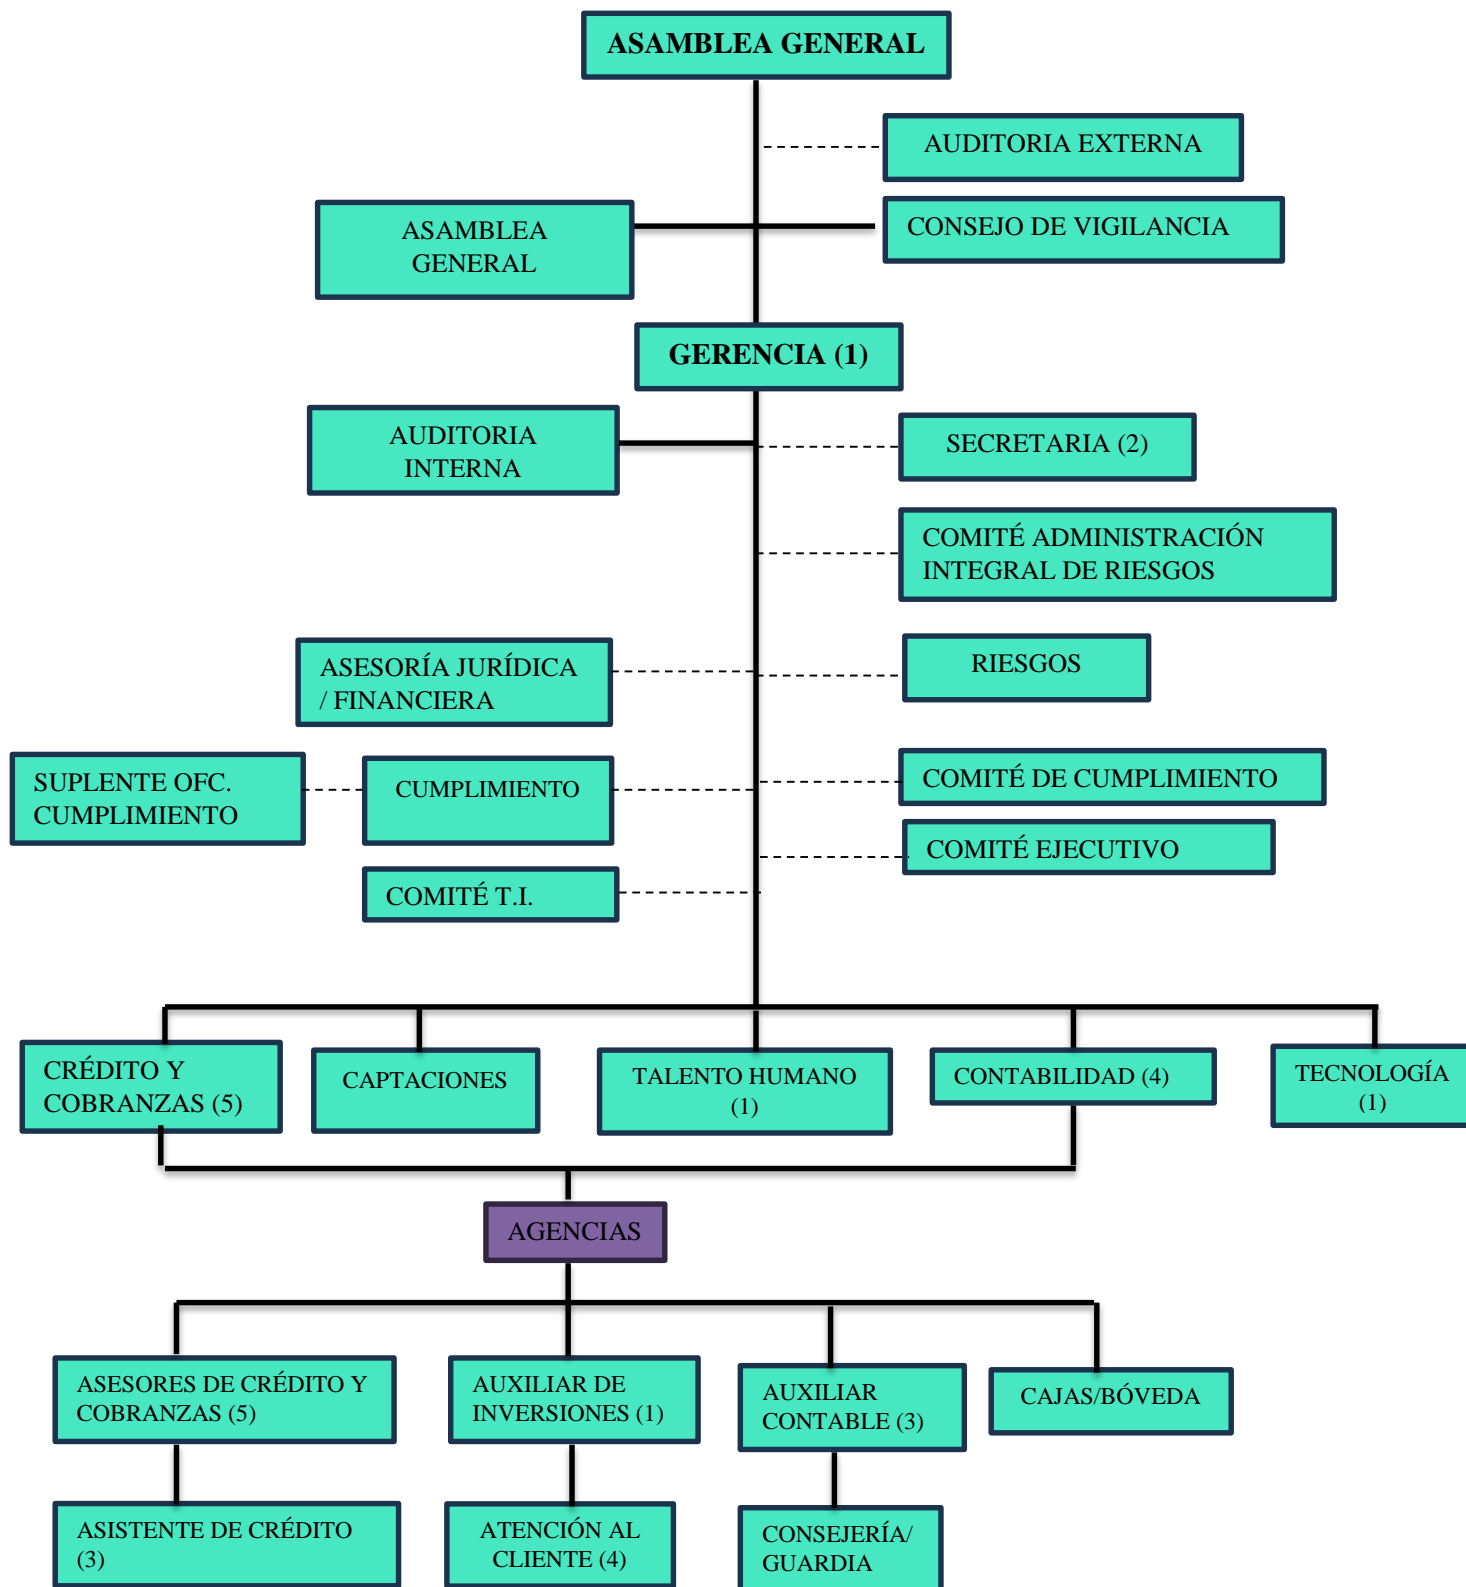 ASAMBLEA GENERAL
AUDITORIA EXTERNA
ASAMBLEA
GENERAL
CONSEJO DE VIGILANCIA
GERENCIA (1)
AUDITORIA
INTERNA
SECRETARIA (2)
COMITÉ ADMINISTRACIÓN
INTEGRAL DE RIESGOS
ASESORÍA JURÍDICA
/ FINANCIERA
RIESGOS
SUPLENTE OFC.
CUMPLIMIENTO
CUMPLIMIENTO
COMITÉ DE CUMPLIMIENTO
COMITÉ EJECUTIVO
COMITÉ T.I.
CRÉDITO Y
COBRANZAS (5)
CAPTACIONES
TALENTO HUMANO
(1)
CONTABILIDAD (4)
TECNOLOGÍA
(1)
AGENCIAS
ASESORES DE CRÉDITO Y
COBRANZAS (5)
AUXILIAR DE
INVERSIONES (1)
AUXILIAR
CONTABLE (3)
CAJAS/BÓVEDA
ASISTENTE DE CRÉDITO
(3)
ATENCIÓN AL
CLIENTE (4)
CONSEJERÍA/
GUARDIA